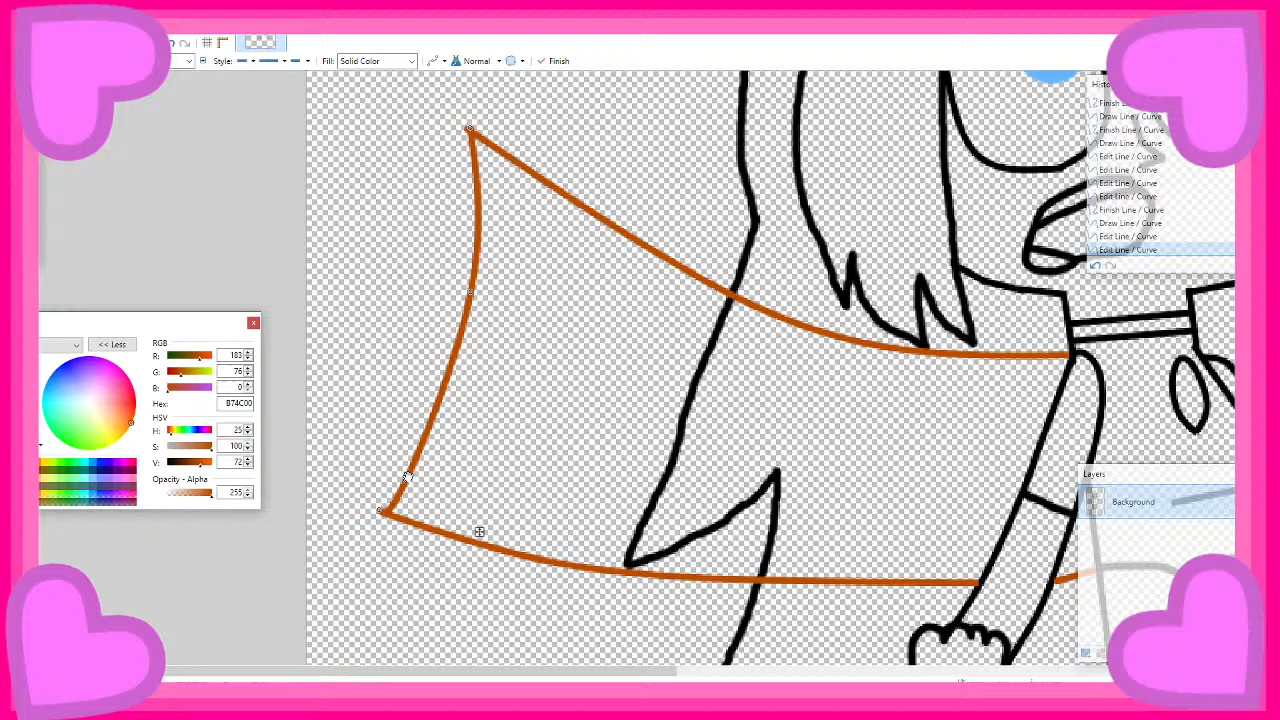 Style:
Fill: Solid Color
Normal
Finish
Finish
Draw Line / Curve
Finish Line / Curve
Draw Line / Curve
Edit Line / Curve
Edit Line / Curve
Edit Line / Curve
Edit Line / Curve
Finish Line / Curve
Draw Line / Curve
Edit Line / Curve
Edit Line / Curve
<< Less
RGB
R: 183
G: 76
B: 0
Hex: B74C00
HSV
H: 25
S: 100
V: 72
Opacity - Alpha
255
Layers
Background